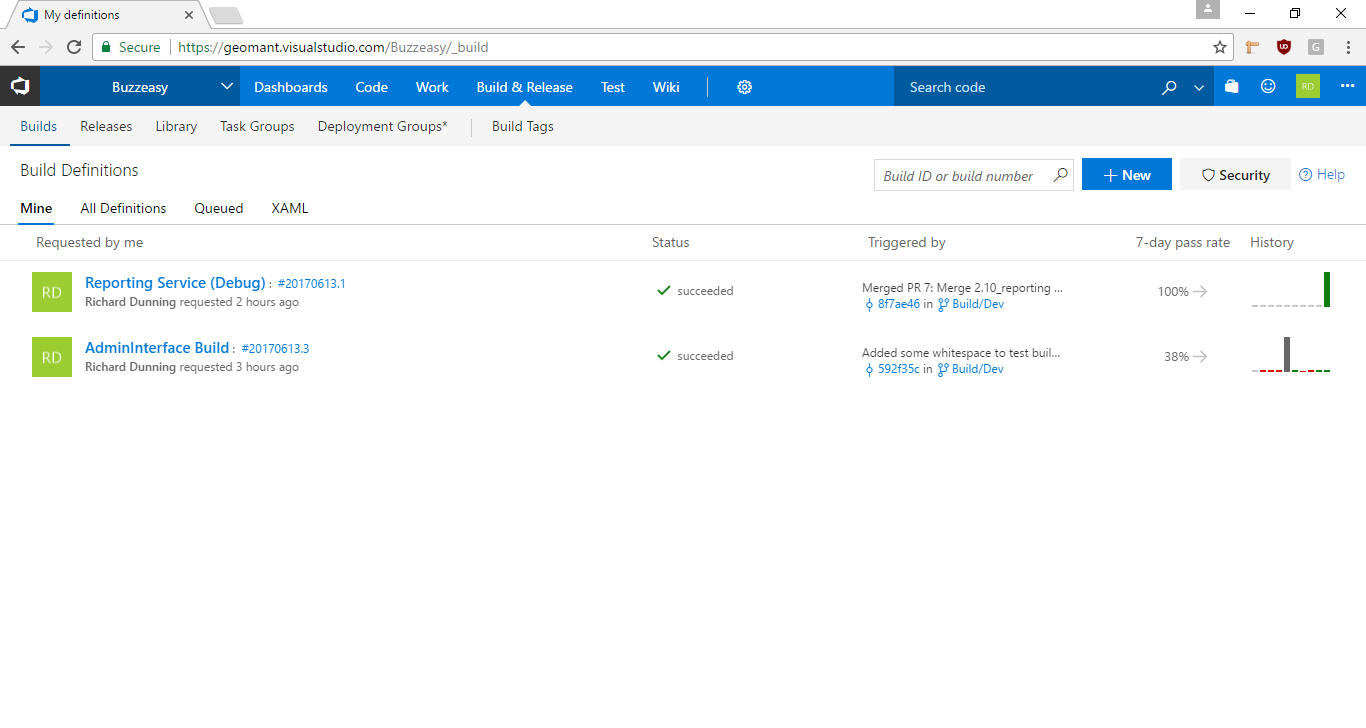 My definitions
Secure https://geomant.visualstudio.com/Buzzeasy/_build
UD G
Buzzeasy Dashboards Code Work Build & Release Test Wiki Search code RD
Builds Releases Library Task Groups Deployment Groups* Build Tags
Build Definitions
Build ID or build number + New Security ? Help
Mine All Definitions Queued XAML
Requested by me Status Triggered by 7-day pass rate History
RD
Reporting Service (Debug) : #20170613.1
Richard Dunning requested 2 hours ago
succeeded
Merged PR 7: Merge 2.10_reporting ...
8f7ae46 in Build/Dev
100%
RD
AdminInterface Build : #20170613.3
Richard Dunning requested 3 hours ago
succeeded
Added some whitespace to test buil...
592f35c in Build/Dev
38%